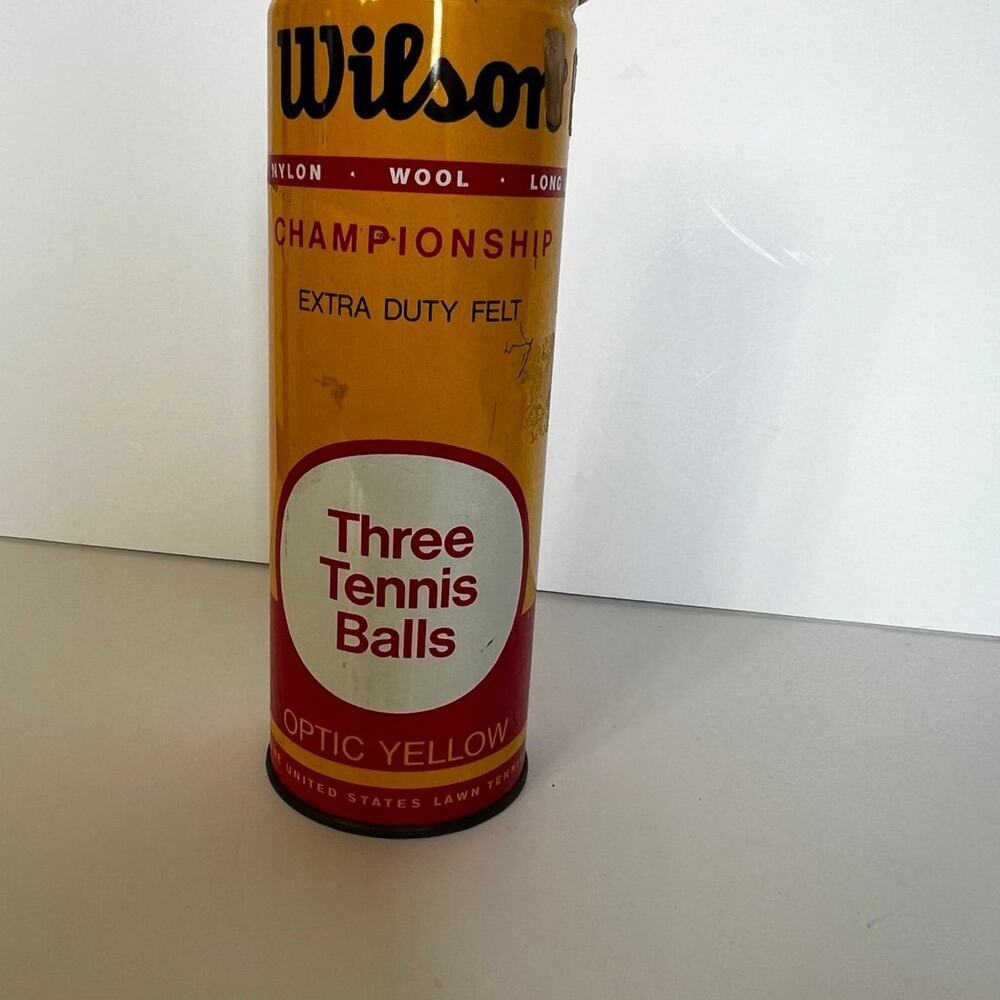 Wilson
NYLON · WOOL · LONG
CHAMPIONSHIP
EXTRA DUTY FELT
Three
Tennis
Balls
OPTIC YELLOW
UNITED STATES LAWN